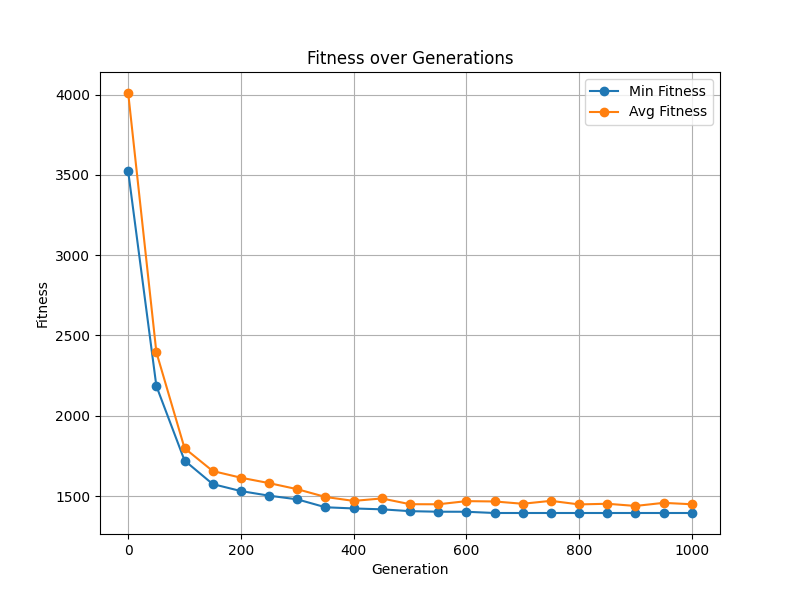 Fitness over Generations
Min Fitness
Avg Fitness
4000
3500
3000
2500
2000
1500
Fitness
0 200 400 600 800 1000
Generation